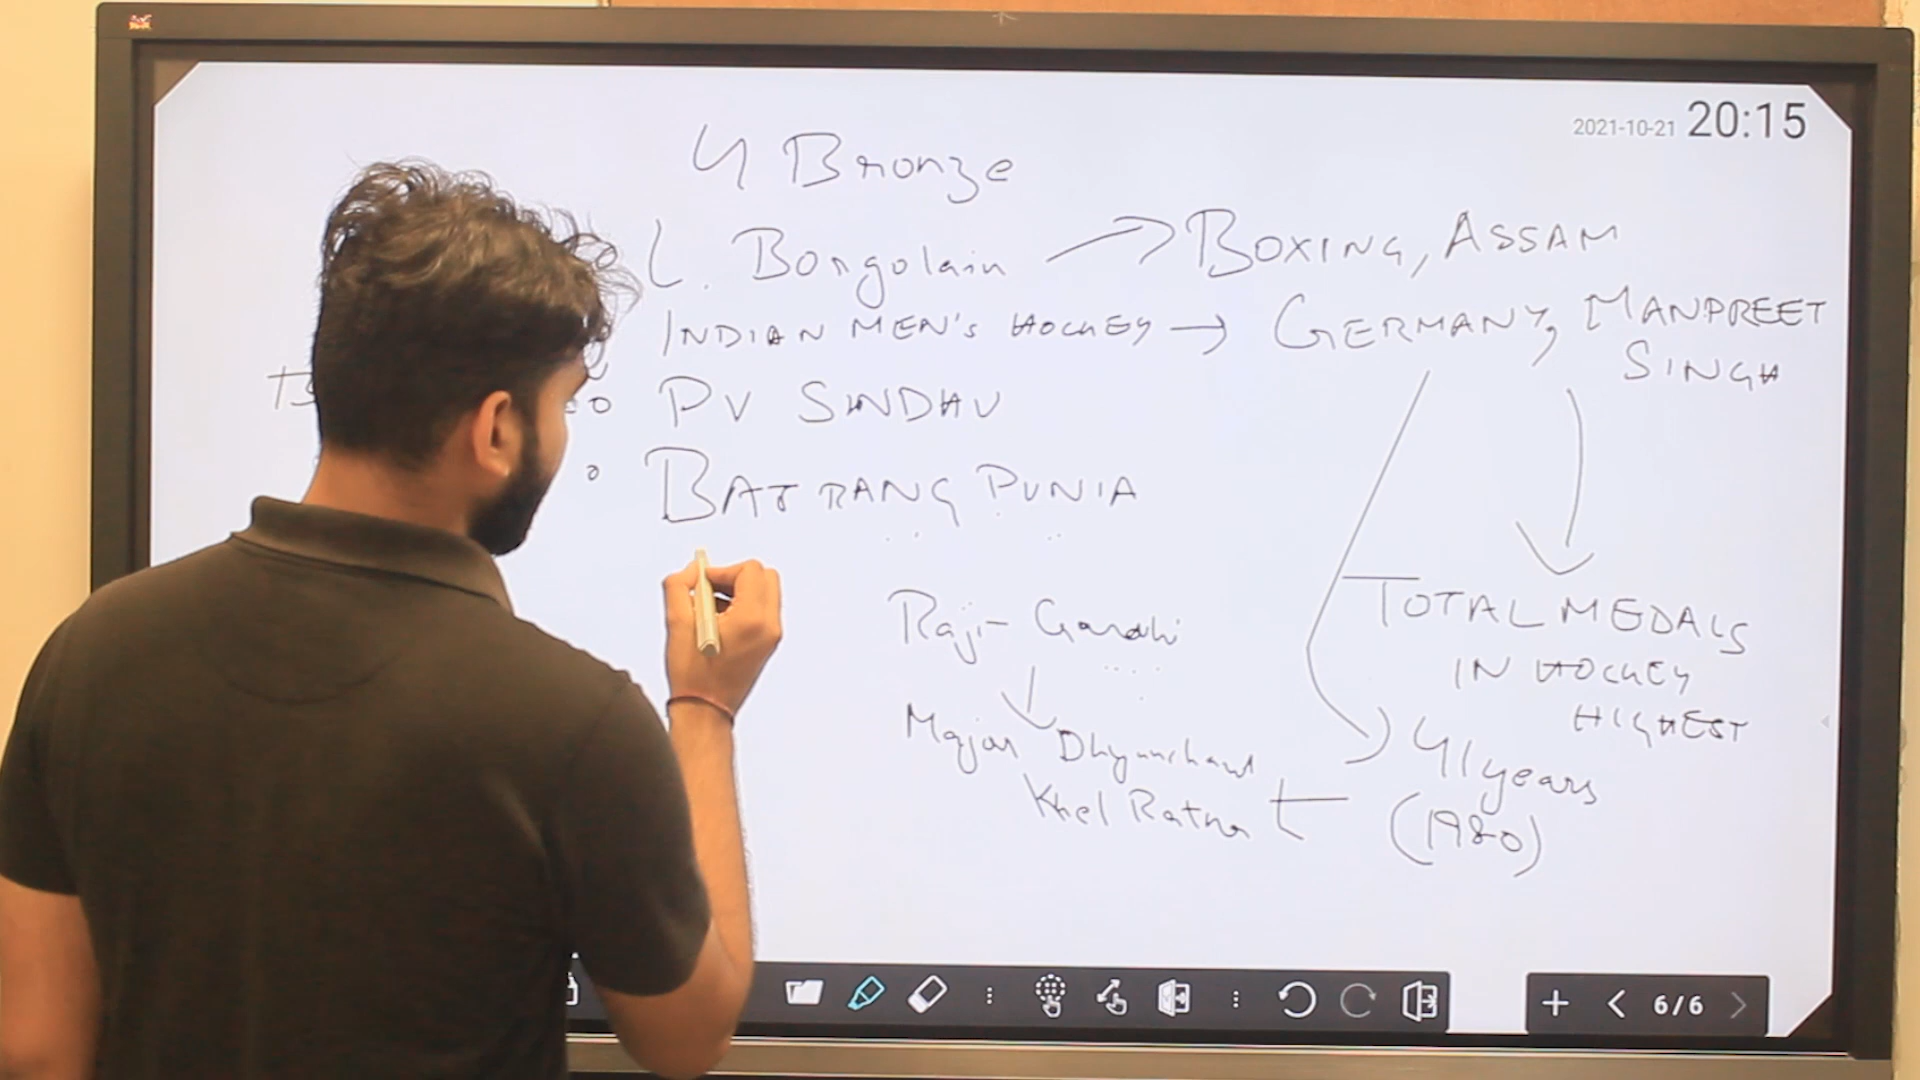 2021-10-21 20:15
4 Bronze
L. Borgolain → BOXING, ASSAM
INDIAN MEN'S HOCKEY → GERMANY, MANPREET
SINGH
PV SINDHU
BAJRANG PUNIA
TOTAL MEDALS
IN HOCKEY
HIGHEST
Rajiv Gandhi
Major Dhyanchand
Khel Ratna
41 years
(1980)
6/6